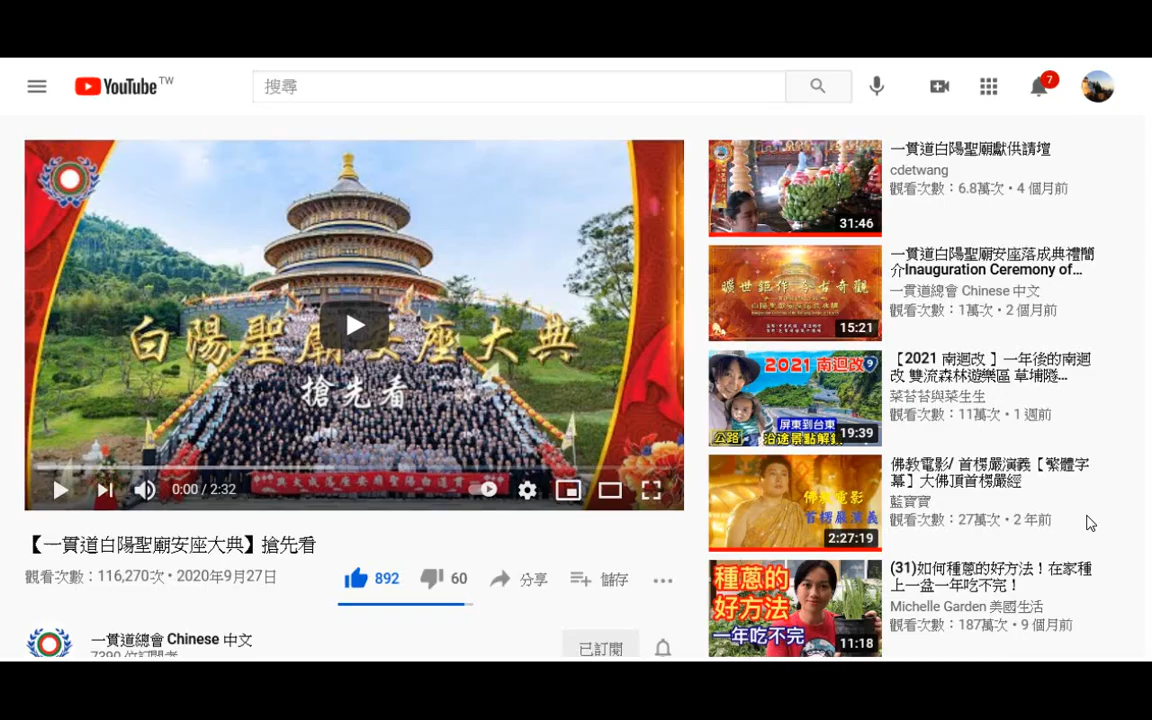 YouTube TW
搜尋
7
白陽聖廟安座大典
搶先看
0:00 / 2:32
【一貫道白陽聖廟安座大典】搶先看
觀看次數：116,270次・2020年9月27日
892
60
分享
儲存
一貫道總會 Chinese 中文
已訂閱
31:46
一貫道白陽聖廟獻供請壇
cdetwang
觀看次數：6.8萬次・4 個月前
15:21
一貫道白陽聖廟安座落成典禮簡
介Inauguration Ceremony of...
一貫道總會 Chinese 中文
觀看次數：1萬次・2 個月前
2021 南迴改 9
屏東到台東
公路
沿途景點解
19:39
【2021 南迴改 】一年後的南迴
改 雙流森林遊樂區 草埔隧...
菜苔苔與菜生生
觀看次數：11萬次・1 週前
佛教電影
首楞嚴演義
2:27:19
佛教電影/ 首楞嚴演義【繁體字
幕】大佛頂首楞嚴經
藍寶寶
觀看次數：27萬次・2 年前
種蔥的
好方法
一年吃不完
11:18
(31)如何種蔥的好方法！在家種
上一盆一年吃不完！
Michelle Garden 美國生活
觀看次數：187萬次・9 個月前